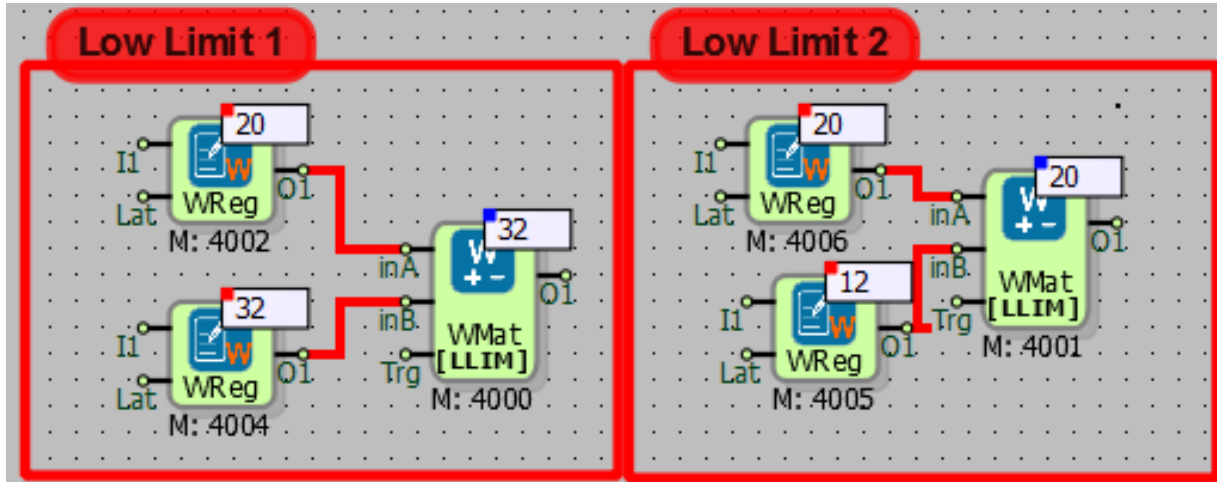 Low Limit 1
20
I1
W
O1
Lat
WReg
M: 4002
32
inA
W
+ -
O1
inB
WMat
Trg
[LLIM]
M: 4000
32
I1
W
O1
Lat
WReg
M: 4004
Low Limit 2
20
I1
W
O1
Lat
WReg
M: 4006
20
inA
W
+ -
O1
inB
WMat
Trg
[LLIM]
M: 4001
12
I1
W
O1
Lat
WReg
M: 4005